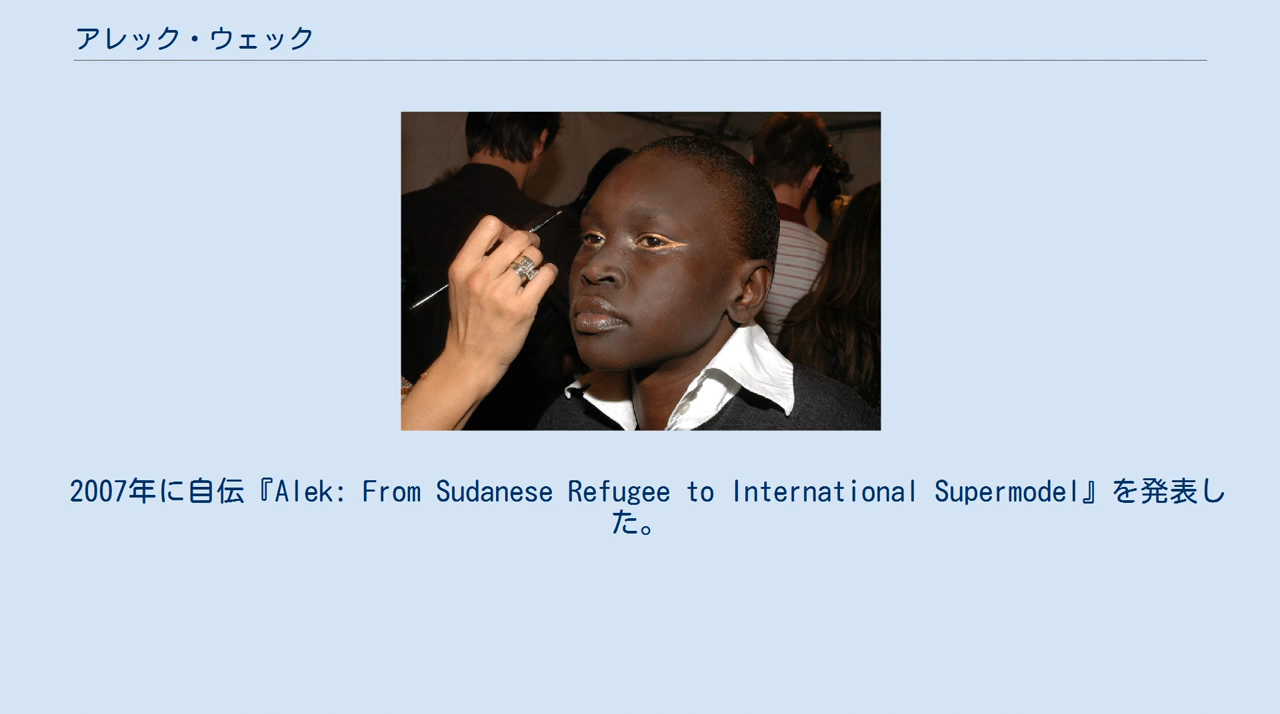 アレック・ウェック
2007年に自伝『Alek: From Sudanese Refugee to International Supermodel』を発表し
た。